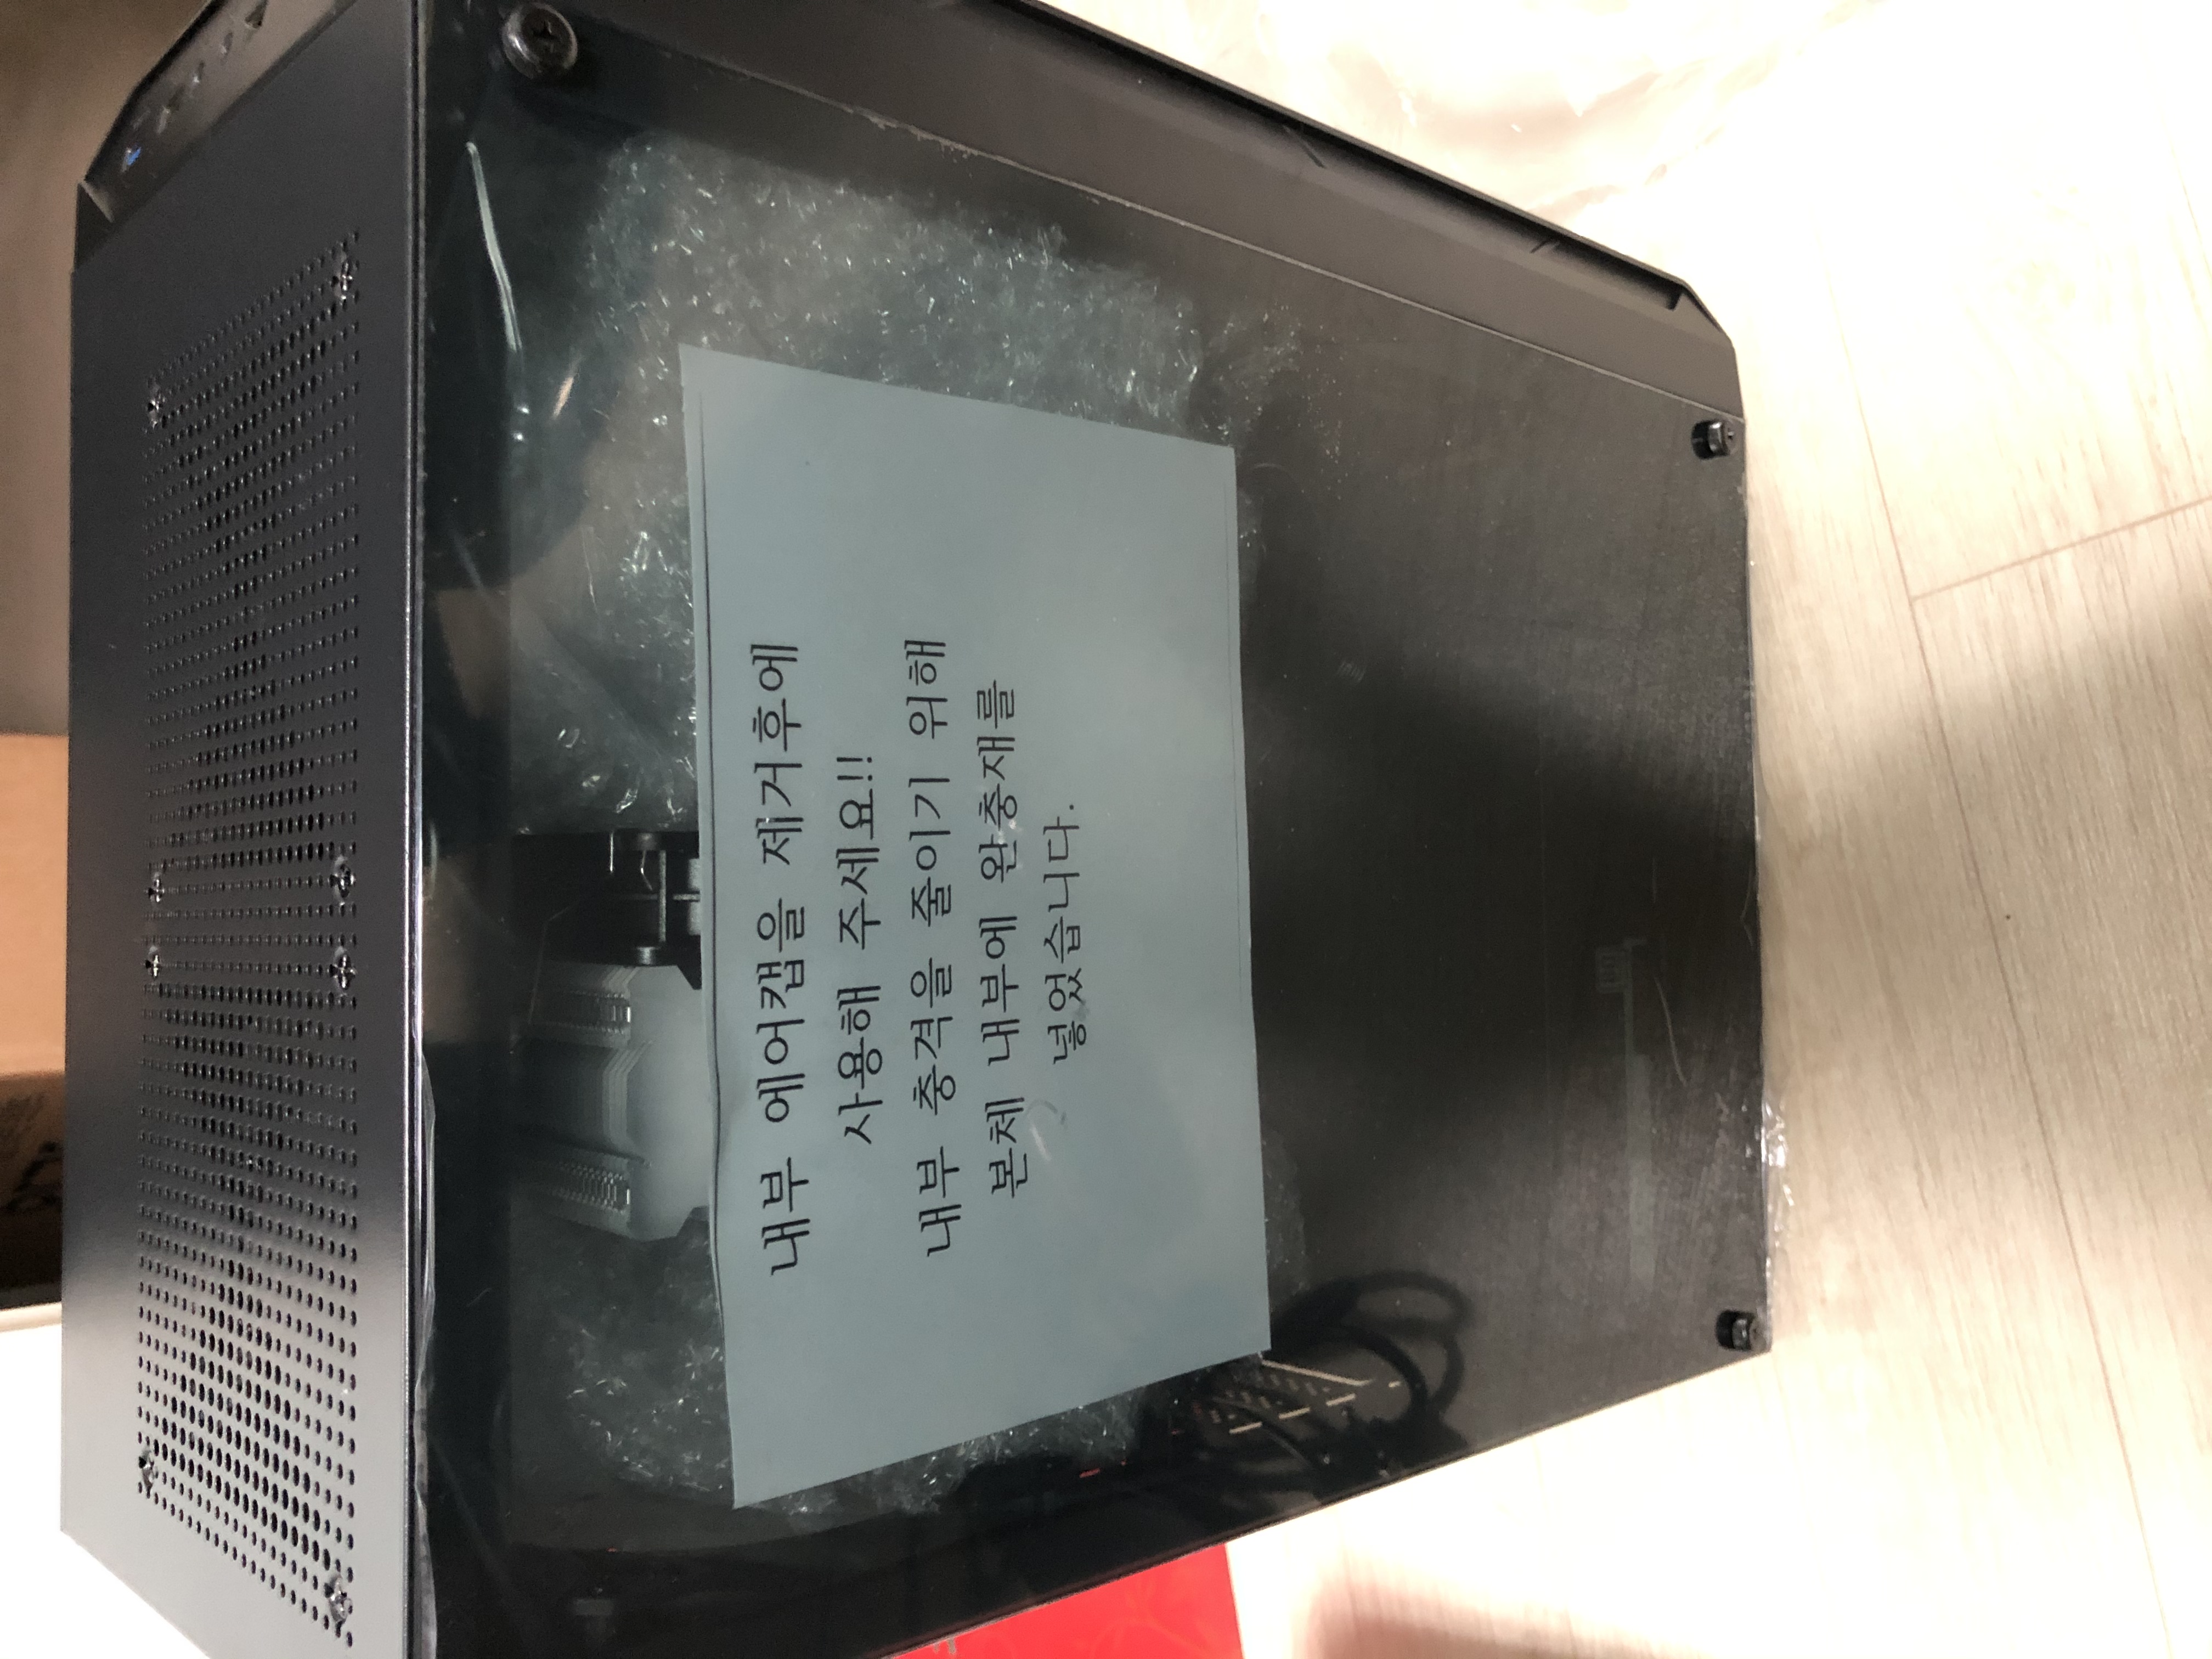 내부 에어캡을 제거후에
사용해 주세요!!
내부 충격을 줄이기 위해
본체 내부에 완충재를
넣었습니다.